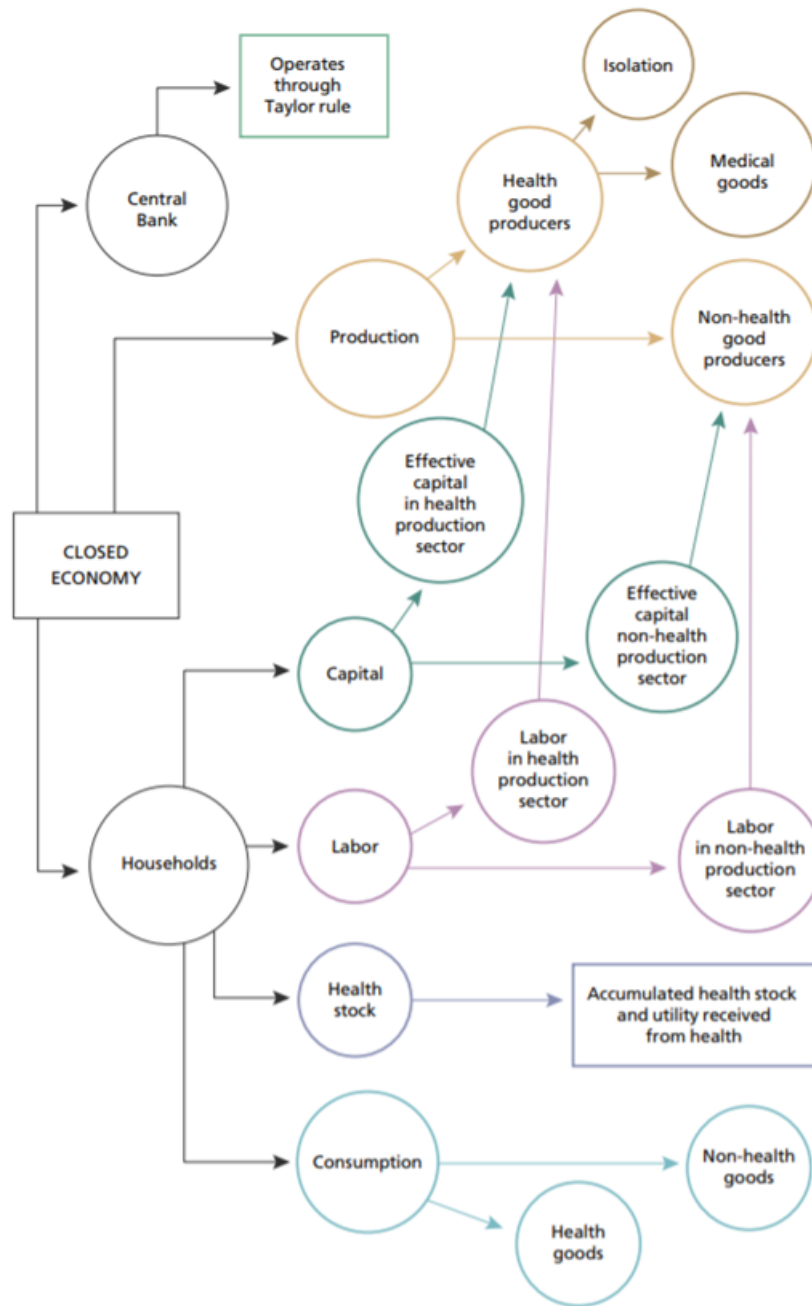 Operates
through
Taylor rule
Isolation
Central
Bank
Health
good
producers
Medical
goods
Production
Non-health
good
producers
Effective
capital
in health
production
sector
CLOSED
ECONOMY
Effective
capital
non-health
production
sector
Capital
Labor
in health
production
sector
Households
Labor
Labor
in non-health
production
sector
Health
stock
Accumulated health stock
and utility received
from health
Consumption
Non-health
goods
Health
goods